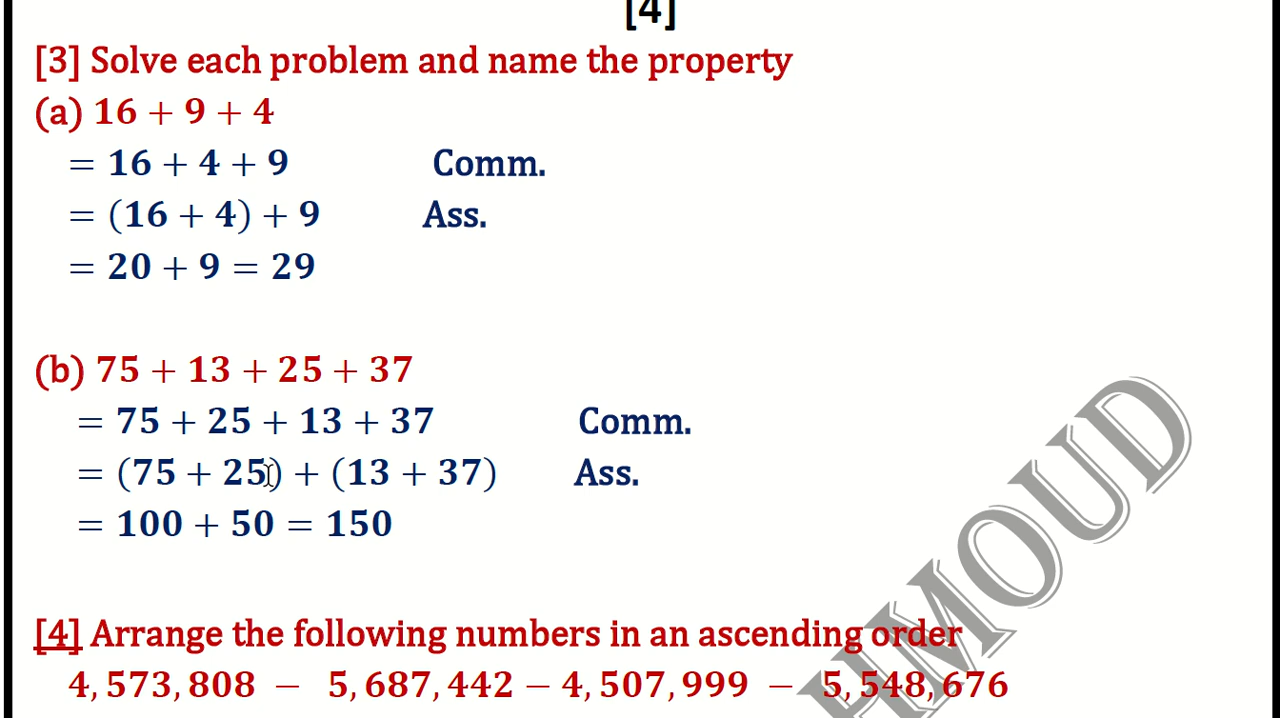 [4]
[3] Solve each problem and name the property
(a) 16 + 9 + 4
= 16 + 4 + 9 Comm.
= (16 + 4) + 9 Ass.
= 20 + 9 = 29
(b) 75 + 13 + 25 + 37
= 75 + 25 + 13 + 37 Comm.
= (75 + 25) + (13 + 37) Ass.
= 100 + 50 = 150
[4] Arrange the following numbers in an ascending order
4, 573, 808 − 5, 687, 442 − 4, 507, 999 − 5, 548, 676
HMOUD